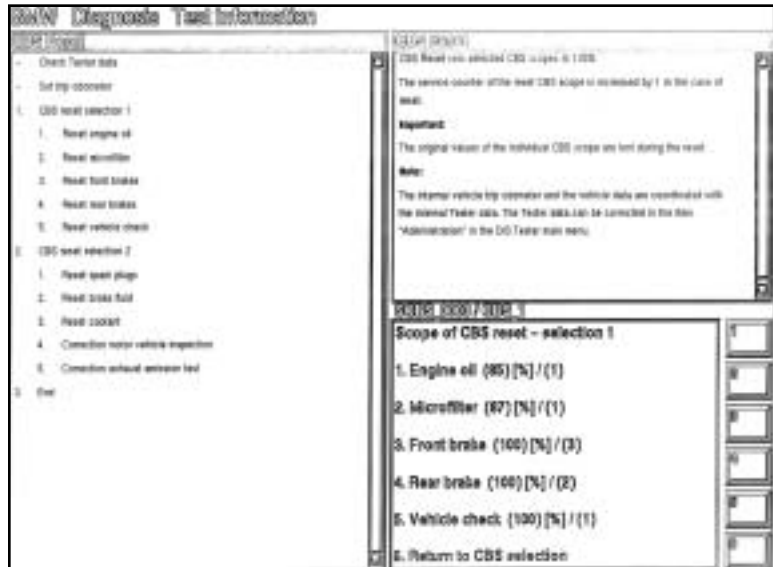 BMW Diagnosis Test Information
CBS Reset
- Check Tester data
- Set trip odometer
1. CBS reset selection 1
1. Reset engine oil
2. Reset microfilter
3. Reset front brakes
4. Reset rear brakes
5. Reset vehicle check
2. CBS reset selection 2
1. Reset spark plugs
2. Reset brake fluid
3. Reset coolant
4. Correction motor vehicle inspection
5. Correction exhaust emission test
3. End
CBS Reset
CBS Reset selected CBS scopes to 100%.
The service counter of the reset CBS scope is increased by 1 in the case of
reset.
Important:
The original values of the individual CBS scope are lost during the reset
Note:
The internal vehicle trip odometer and the vehicle data are coordinated with
the internal Tester data. The Tester data can be corrected in the item
"Administration" in the DIS Tester main menu.
Scope of CBS reset – selection 1
1. Engine oil (85) [%] / (1)
2. Microfilter (87) [%] / (1)
3. Front brake (100) [%] / (3)
4. Rear brake (100) [%] / (2)
5. Vehicle check (100) [%] / (1)
6. Return to CBS selection